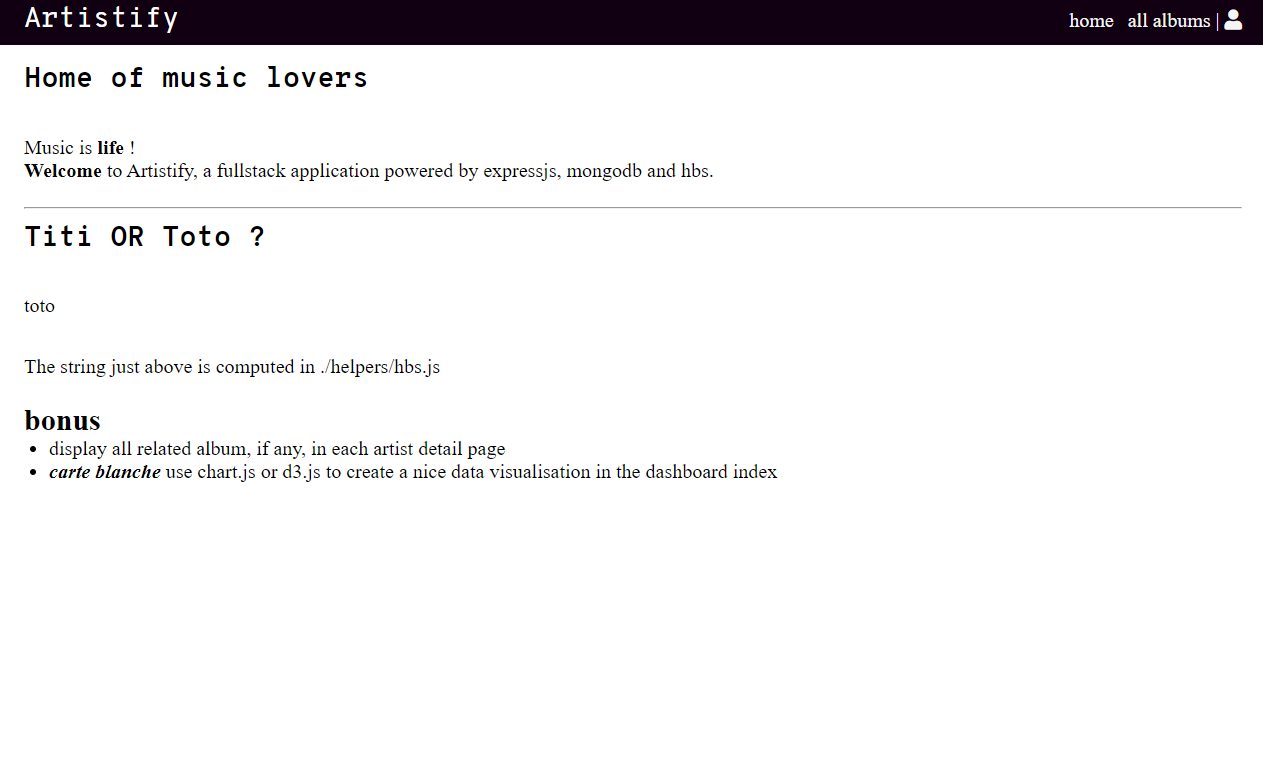 Artistify
home all albums |
Home of music lovers
Music is life !
Welcome to Artistify, a fullstack application powered by expressjs, mongodb and hbs.
Titi OR Toto ?
toto
The string just above is computed in ./helpers/hbs.js
bonus
• display all related album, if any, in each artist detail page
• carte blanche use chart.js or d3.js to create a nice data visualisation in the dashboard index